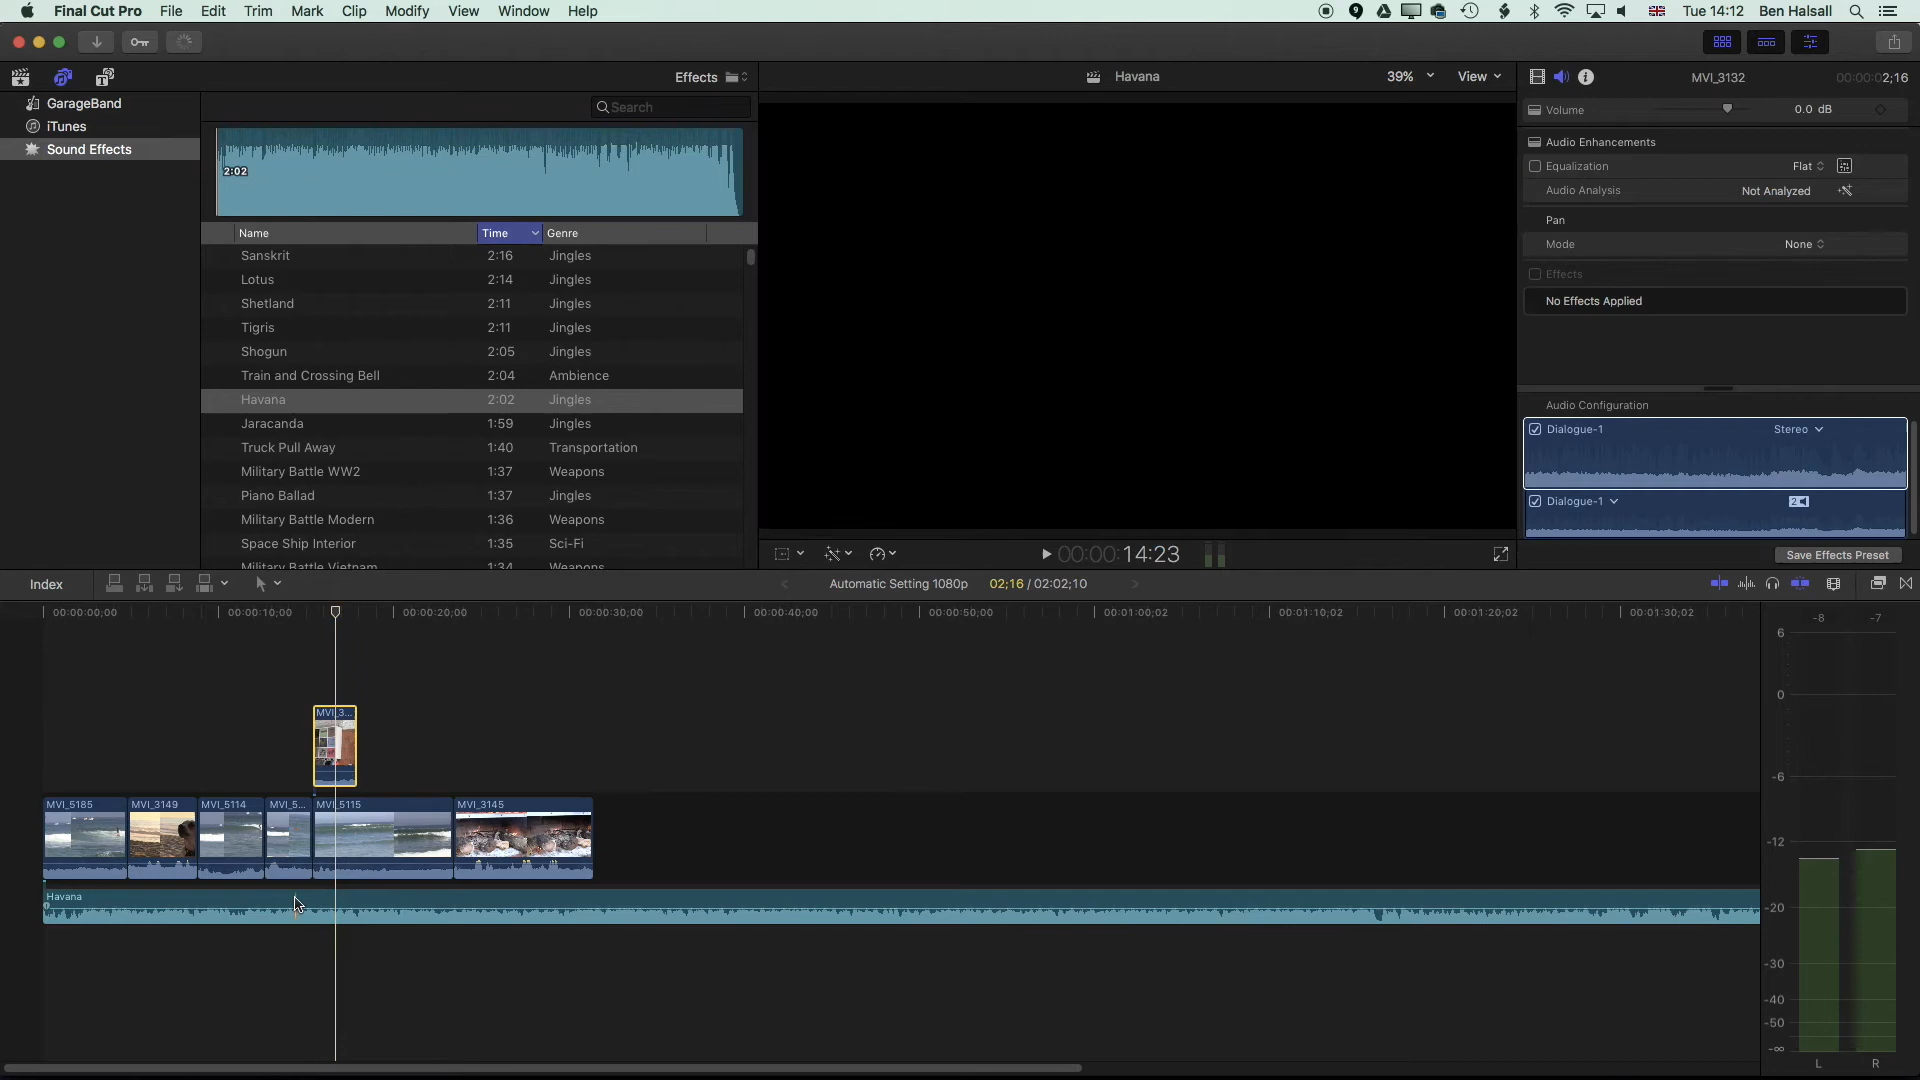 Final Cut Pro File Edit Trim Mark Clip Modify View Window Help 9 Tue 14:12 Ben Halsall
Effects Havana 39% View MVI_3132 00:00:02;16
GarageBand
iTunes
Sound Effects
Search
2:02
Name Time Genre
Sanskrit 2:16 Jingles
Lotus 2:14 Jingles
Shetland 2:11 Jingles
Tigris 2:11 Jingles
Shogun 2:05 Jingles
Train and Crossing Bell 2:04 Ambience
Havana 2:02 Jingles
Jaracanda 1:59 Jingles
Truck Pull Away 1:40 Transportation
Military Battle WW2 1:37 Weapons
Piano Ballad 1:37 Jingles
Military Battle Modern 1:36 Weapons
Space Ship Interior 1:35 Sci-Fi
Military Battle Vietnam 1:34 Weapons
Volume 0.0 dB
Audio Enhancements
Equalization Flat
Audio Analysis Not Analyzed
Pan
Mode None
Effects
No Effects Applied
Audio Configuration
Dialogue-1 Stereo
Dialogue-1 2
Save Effects Preset
00:00:14:23
Index Automatic Setting 1080p 02;16 / 02:02;10
00:00:00;00 00:00:10;00 00:00:20;00 00:00:30;00 00:00:40;00 00:00:50;00 00:01:00;02 00:01:10;02 00:01:20;02 00:01:30;02
MVI_3...
MVI_5185 MVI_3149 MVI_5114 MVI_5... MVI_5115 MVI_3145
Havana
-8 -7
6
0
-6
-12
-20
-30
-40
-50
-∞
L R